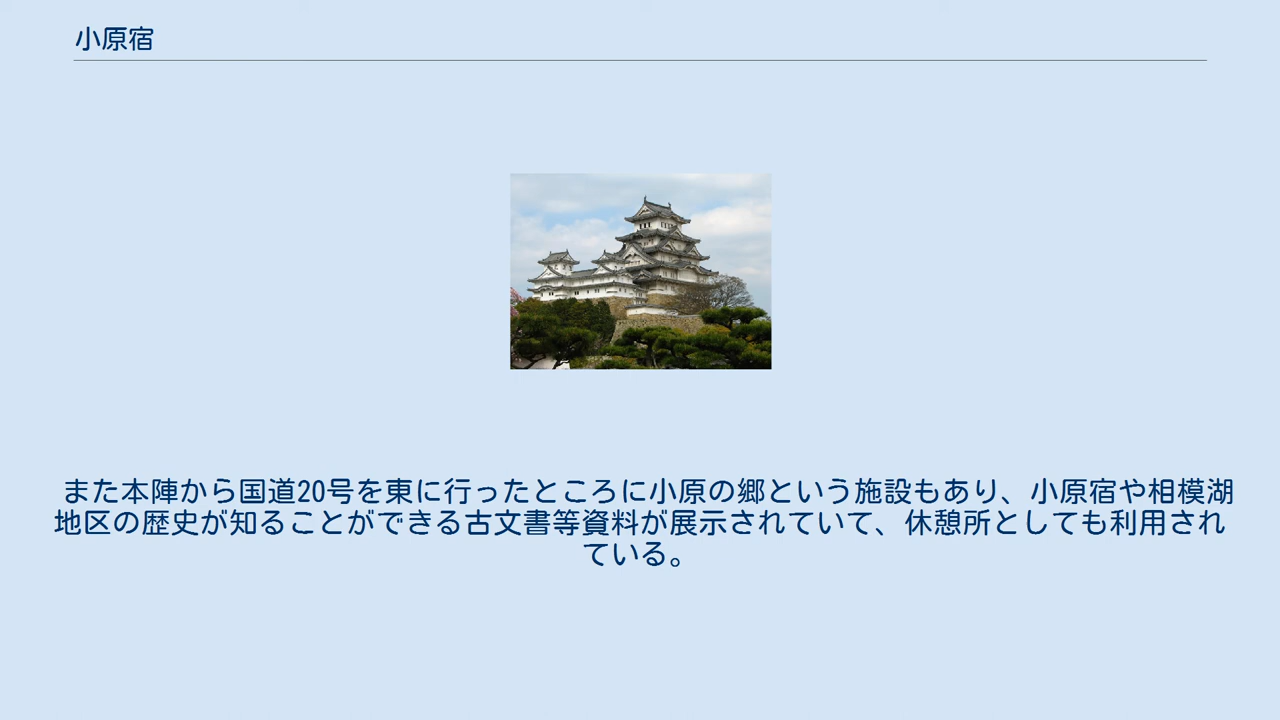 小原宿
また本陣から国道20号を東に行ったところに小原の郷という施設もあり、小原宿や相模湖
地区の歴史が知ることができる古文書等資料が展示されていて、休憩所としても利用され
ている。